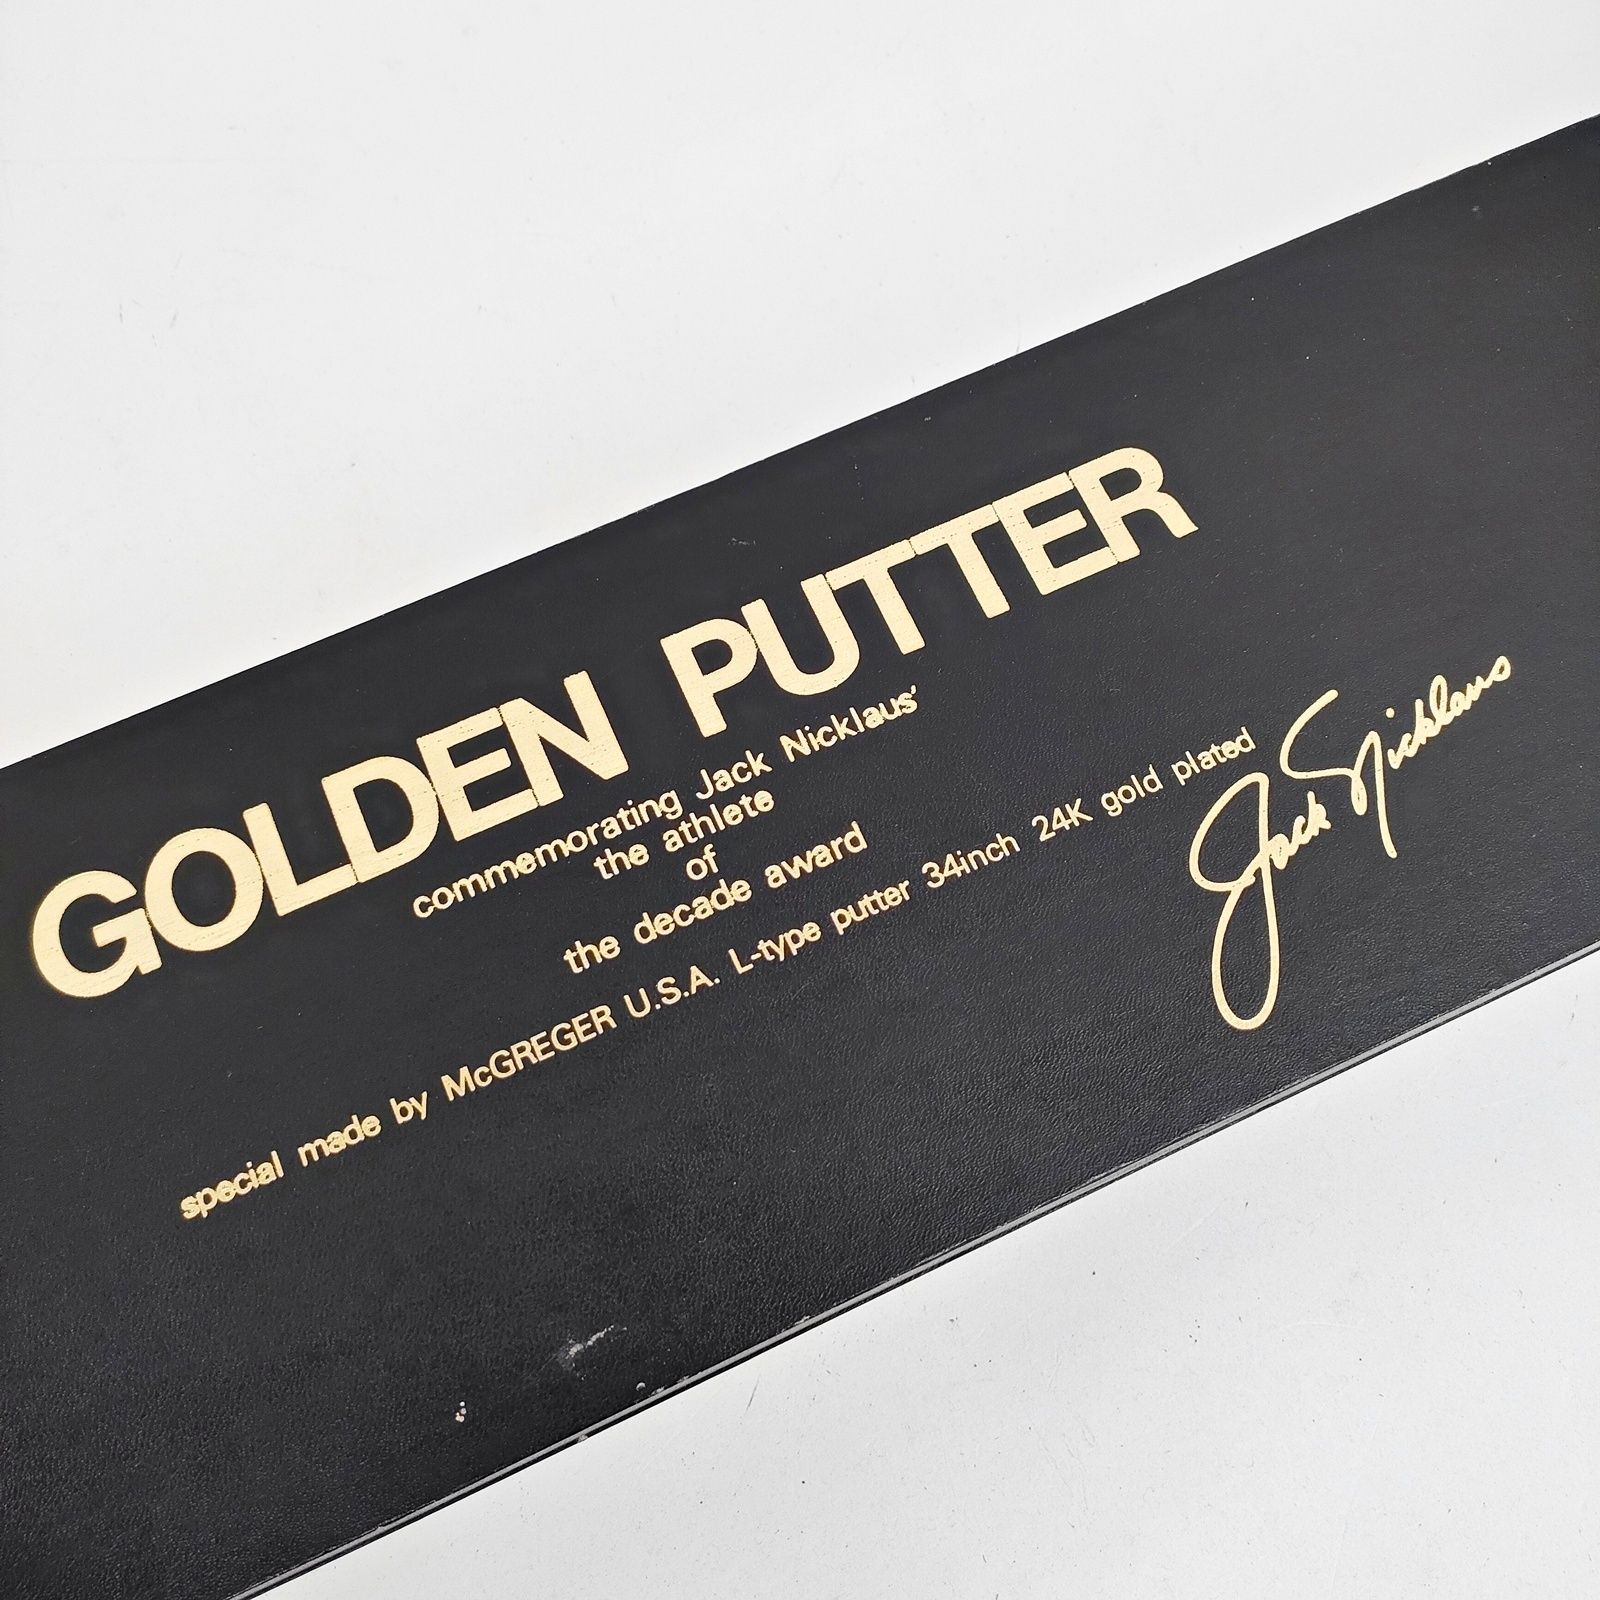 GOLDEN PUTTER
commemorating Jack Nicklaus'
the athlete
of
the decade award
special made by McGREGER U.S.A. L-type putter 34inch 24K gold plated
Jack Nicklaus